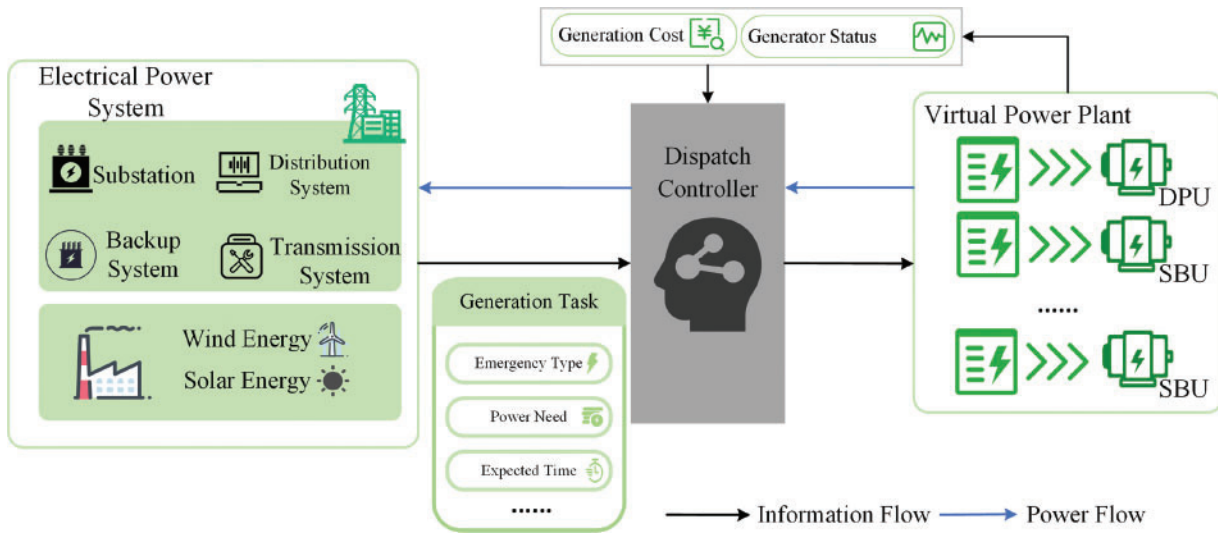 Generation Cost
Generator Status
Electrical Power
System
Substation
Distribution
System
Backup
System
Transmission
System
Wind Energy
Solar Energy
Generation Task
Emergency Type
Power Need
Expected Time
......
Dispatch
Controller
Virtual Power Plant
DPU
SBU
......
SBU
Information Flow
Power Flow